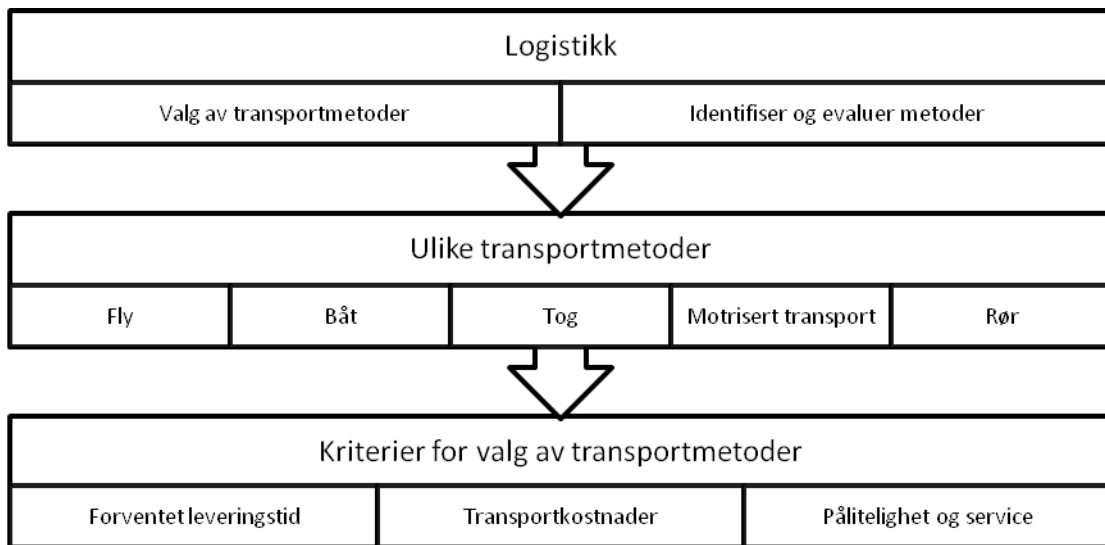 Logistikk
Valg av transportmetoder
Identifiser og evaluer metoder
Ulike transportmetoder
Fly
Båt
Tog
Motrisert transport
Rør
Kriterier for valg av transportmetoder
Forventet leveringstid
Transportkostnader
Pålitelighet og service